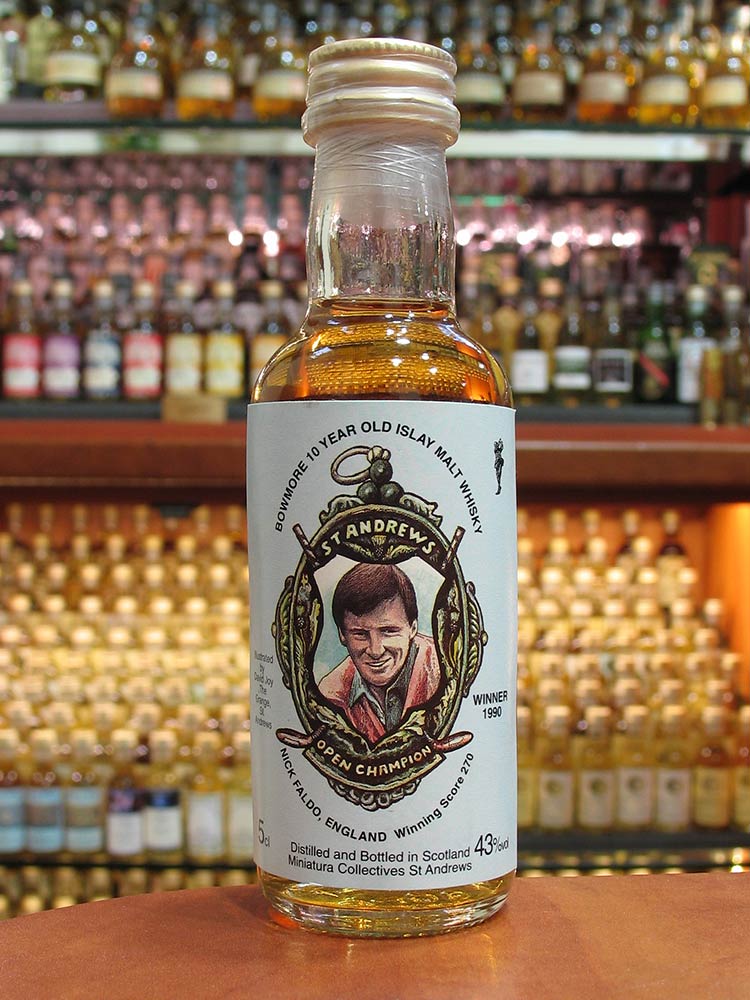 BOWMORE 10 YEAR OLD ISLAY MALT WHISKY
ST ANDREWS
Illustrated
by
David Joy
The
Grange,
St
Andrews
WINNER
1990
OPEN CHAMPION
NICK FALDO, ENGLAND Winning Score 270
5cl
Distilled and Bottled in Scotland 43%vol
Miniatura Collectives St Andrews